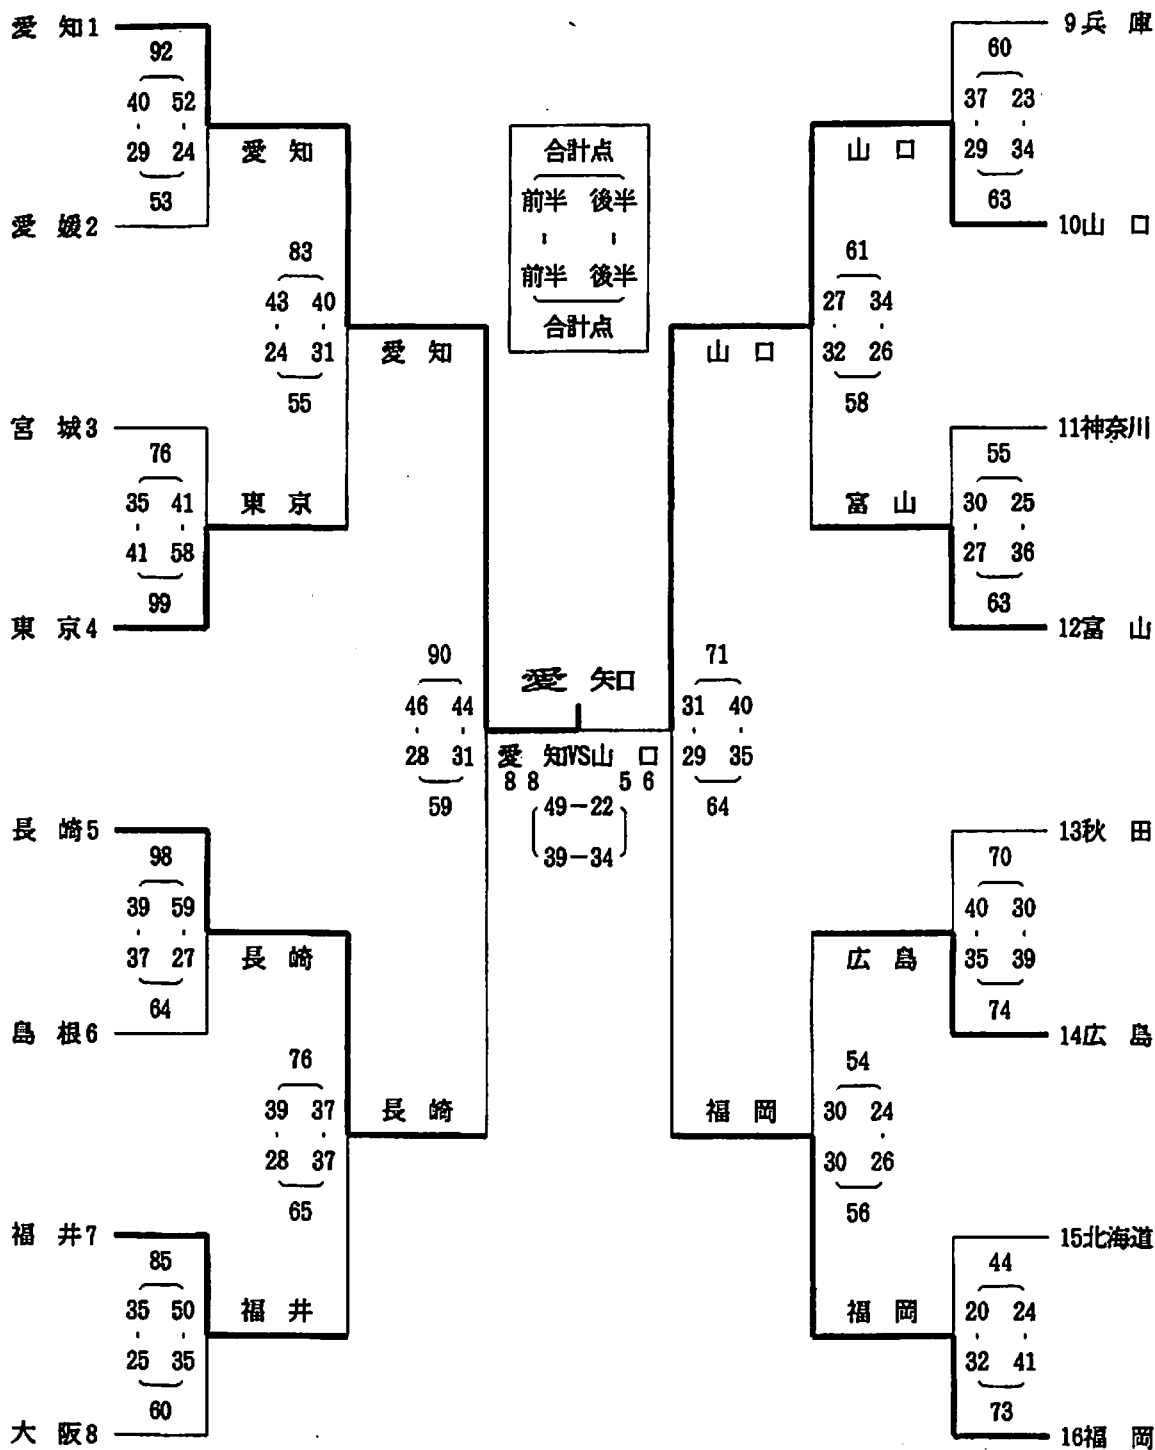 愛 知1
92
40 52
29 24
53
愛 媛2
愛 知
83
43 40
24 31
55
宮 城3
76
35 41
41 58
99
東 京4
東 京
愛 知
90
46 44
28 31
59
長 崎5
98
39 59
37 27
64
島 根6
長 崎
76
39 37
28 37
65
福 井7
85
35 50
25 35
60
大 阪8
福 井
長 崎
合計点
前半 後半
前半 後半
合計点
愛 知
愛 知VS山 口
88 56
49-22
39-34
9兵 庫
60
37 23
29 34
63
10山 口
山 口
61
27 34
32 26
58
11神奈川
55
30 25
27 36
63
12富 山
富 山
山 口
71
31 40
29 35
64
13秋 田
70
40 30
35 39
74
14広 島
広 島
54
30 24
30 26
56
15北海道
44
20 24
32 41
73
16福 岡
福 岡
福 岡